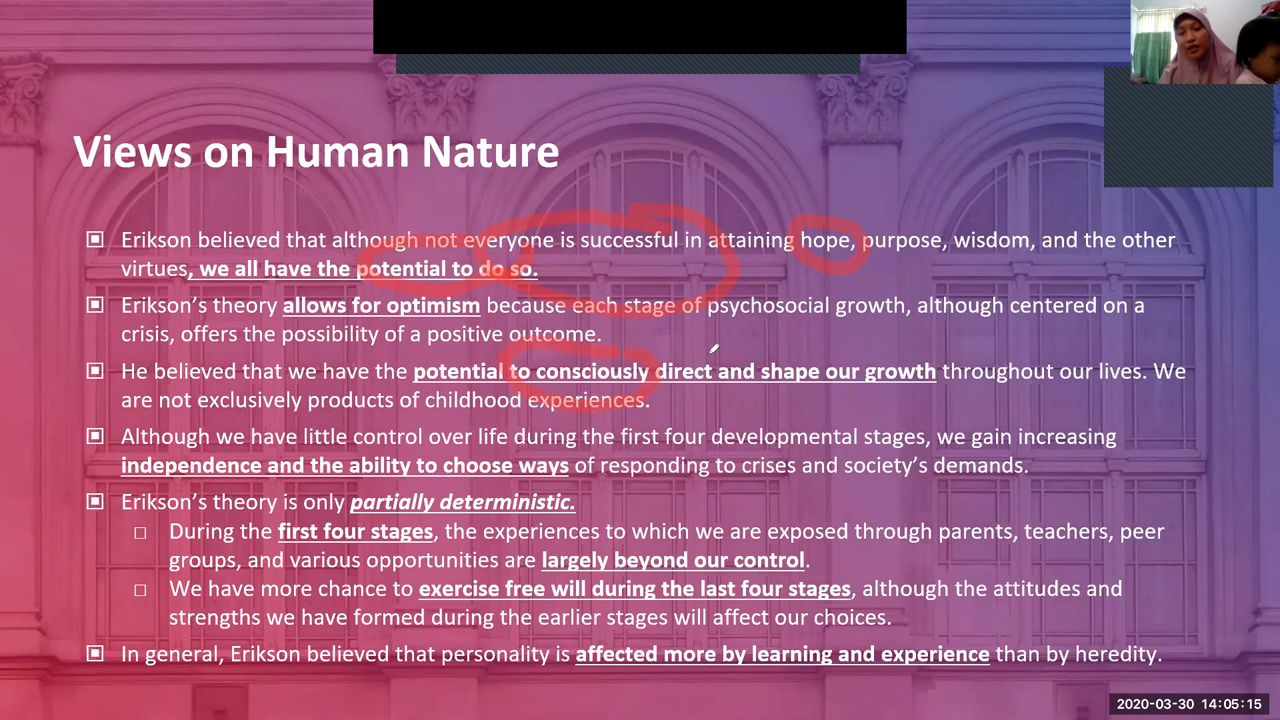 Views on Human Nature
Erikson believed that although not everyone is successful in attaining hope, purpose, wisdom, and the other
virtues, we all have the potential to do so.
Erikson's theory allows for optimism because each stage of psychosocial growth, although centered on a
crisis, offers the possibility of a positive outcome.
He believed that we have the potential to consciously direct and shape our growth throughout our lives. We
are not exclusively products of childhood experiences.
Although we have little control over life during the first four developmental stages, we gain increasing
independence and the ability to choose ways of responding to crises and society's demands.
Erikson's theory is only partially deterministic.
During the first four stages, the experiences to which we are exposed through parents, teachers, peer
groups, and various opportunities are largely beyond our control.
We have more chance to exercise free will during the last four stages, although the attitudes and
strengths we have formed during the earlier stages will affect our choices.
In general, Erikson believed that personality is affected more by learning and experience than by heredity.
2020-03-30 14:05:15